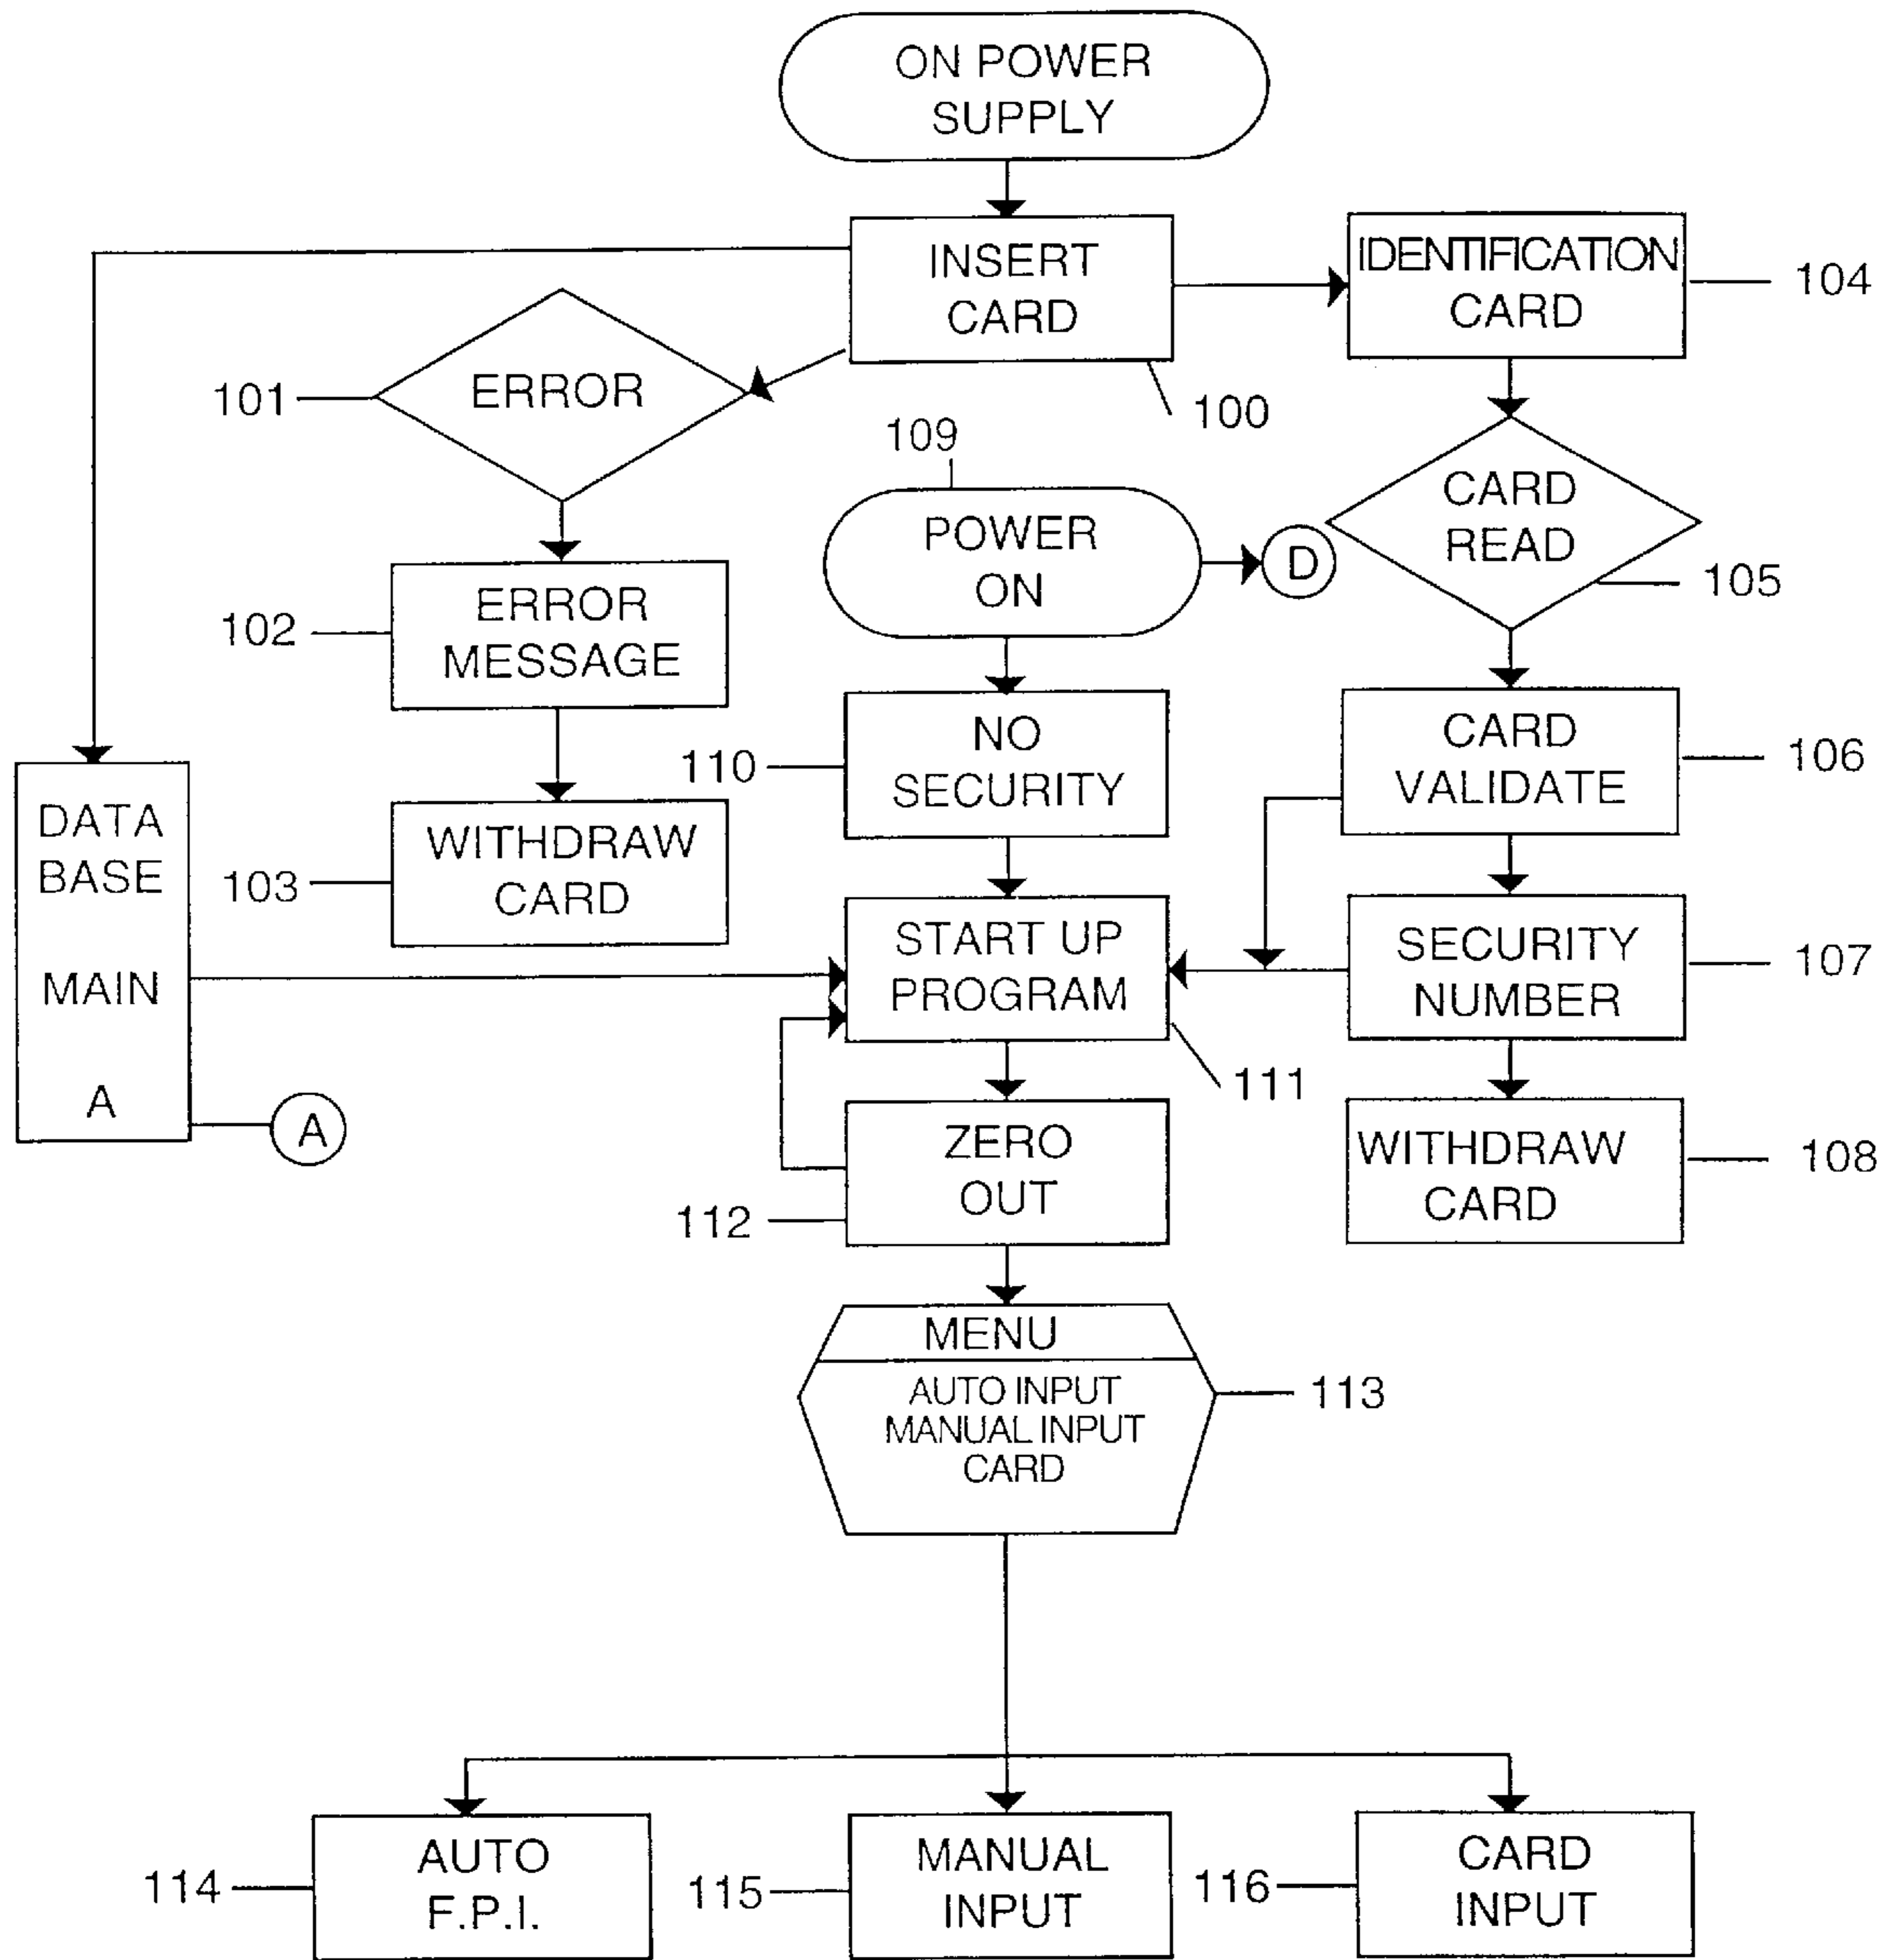 ON POWER
SUPPLY
INSERT
CARD
100
IDENTIFICATION
CARD
104
ERROR
101
109
POWER
ON
D
CARD
READ
105
ERROR
MESSAGE
102
NO
SECURITY
110
CARD
VALIDATE
106
DATA
BASE
MAIN
A
A
WITHDRAW
CARD
103
START UP
PROGRAM
111
SECURITY
NUMBER
107
ZERO
OUT
112
WITHDRAW
CARD
108
MENU
AUTO INPUT
MANUAL INPUT
CARD
113
AUTO
F.P.I.
114
MANUAL
INPUT
115
CARD
INPUT
116